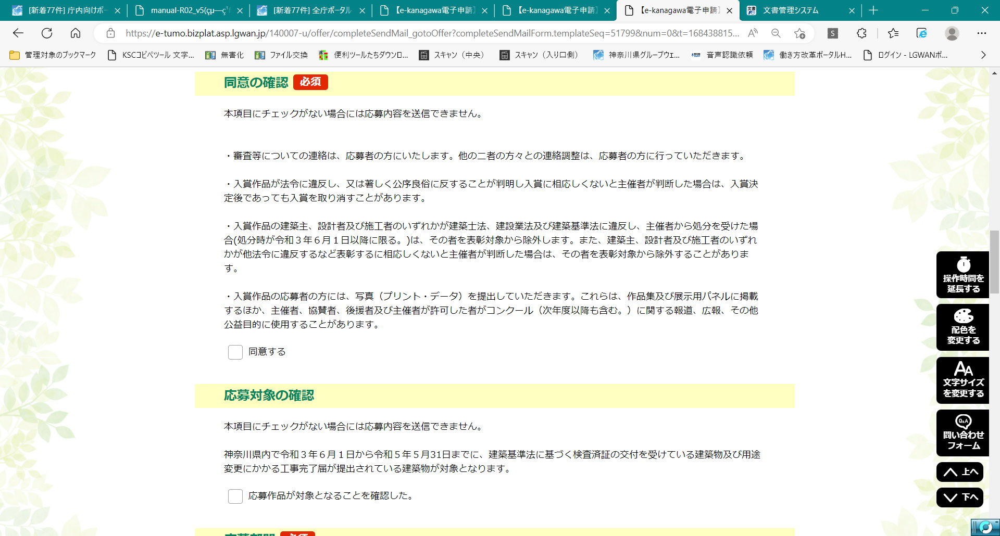 [新着77件] 庁内向けポー
manual-R02_v5(
[新着77件] 全庁ポータル
【e-kanagawa電子申請】
【e-kanagawa電子申請】
【e-kanagawa電子申請】
文書管理システム
https://e-tumo.bizplat.asp.lgwan.jp/140007-u/offer/completeSendMail_gotoOffer?completeSendMailForm.templateSeq=51799&num=0&t=168438815...
管理対象のブックマーク
KSCコピペツール 文字...
無害化
ファイル交換
便利ツールたちダウンロ...
スキャン（中央）
スキャン（入り口側）
神奈川県グループウェ...
音声認識依頼
働き方改革ポータルH...
ログイン - LGWANポ...
同意の確認 必須
本項目にチェックがない場合には応募内容を送信できません。
・審査等についての連絡は、応募者の方にいたします。他の二者の方々との連絡調整は、応募者の方に行っていただきます。
・入賞作品が法令に違反し、又は著しく公序良俗に反することが判明し入賞に相応しくないと主催者が判断した場合は、入賞決
定後であっても入賞を取り消すことがあります。
・入賞作品の建築主、設計者及び施工者のいずれかが建築士法、建設業法及び建築基準法に違反し、主催者から処分を受けた場
合(処分時が令和３年６月１日以降に限る。)は、その者を表彰対象から除外します。また、建築主、設計者及び施工者のいずれ
かが他法令に違反するなど表彰するに相応しくないと主催者が判断した場合は、その者を表彰対象から除外することがありま
す。
・入賞作品の応募者の方には、写真（プリント・データ）を提出していただきます。これらは、作品集及び展示用パネルに掲載
するほか、主催者、協賛者、後援者及び主催者が許可した者がコンクール（次年度以降も含む。）に関する報道、広報、その他
公益目的に使用することがあります。
同意する
応募対象の確認
本項目にチェックがない場合には応募内容を送信できません。
神奈川県内で令和３年６月１日から令和５年５月31日までに、建築基準法に基づく検査済証の交付を受けている建築物及び用途
変更にかかる工事完了届が提出されている建築物が対象となります。
応募作品が対象となることを確認した。
操作時間を
延長する
配色を
変更する
文字サイズ
を変更する
Q&A
問い合わせ
フォーム
上へ
下へ